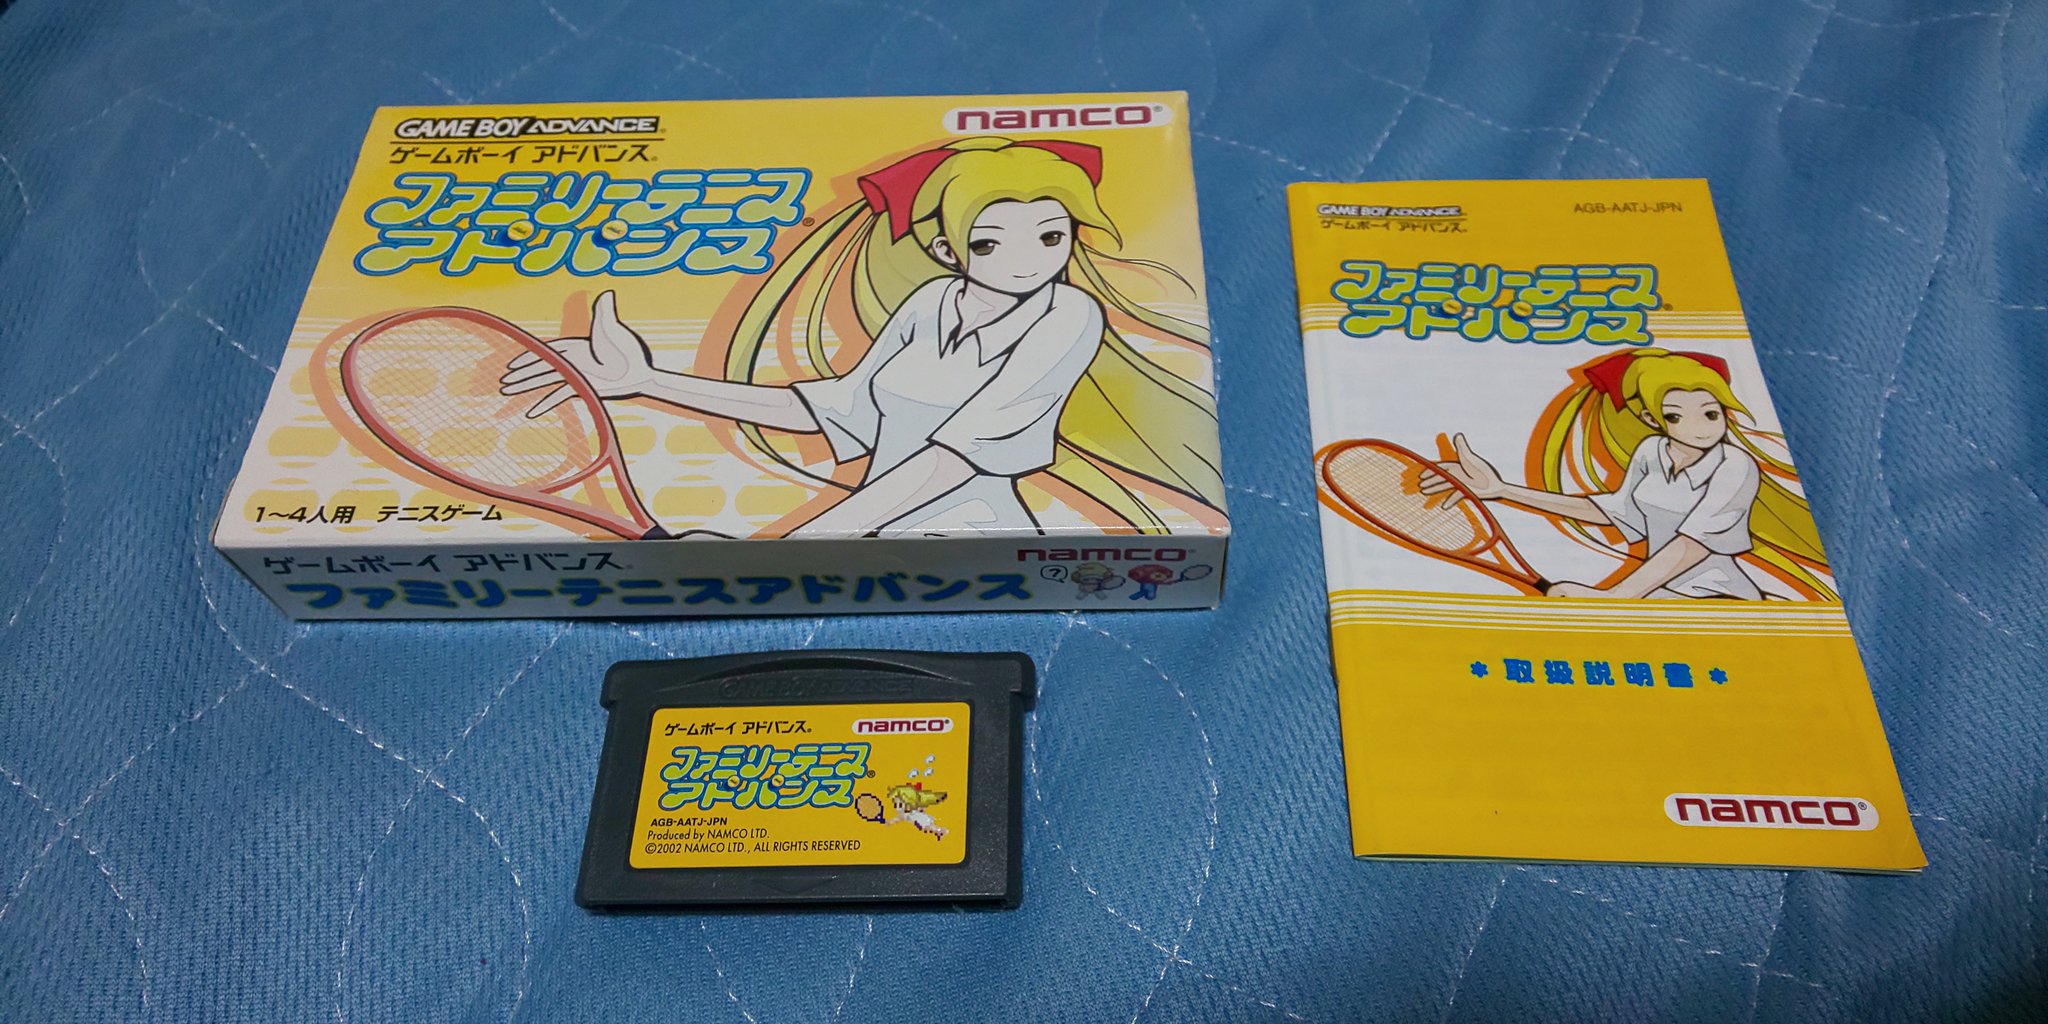 GAME BOY ADVANCE
ゲームボーイ アドバンス
namco
ファミリーテニス
アドバンス
1〜4人用 テニスゲーム
ゲームボーイ アドバンス
ファミリーテニスアドバンス
namco
?
GAME BOY ADVANCE
ゲームボーイ アドバンス
AGB-AATJ-JPN
ファミリーテニス
アドバンス
*取扱説明書*
namco
GAME BOY ADVANCE
ゲームボーイ アドバンス
namco
ファミリーテニス
アドバンス
AGB-AATJ-JPN
Produced by NAMCO LTD.
©2002 NAMCO LTD., ALL RIGHTS RESERVED